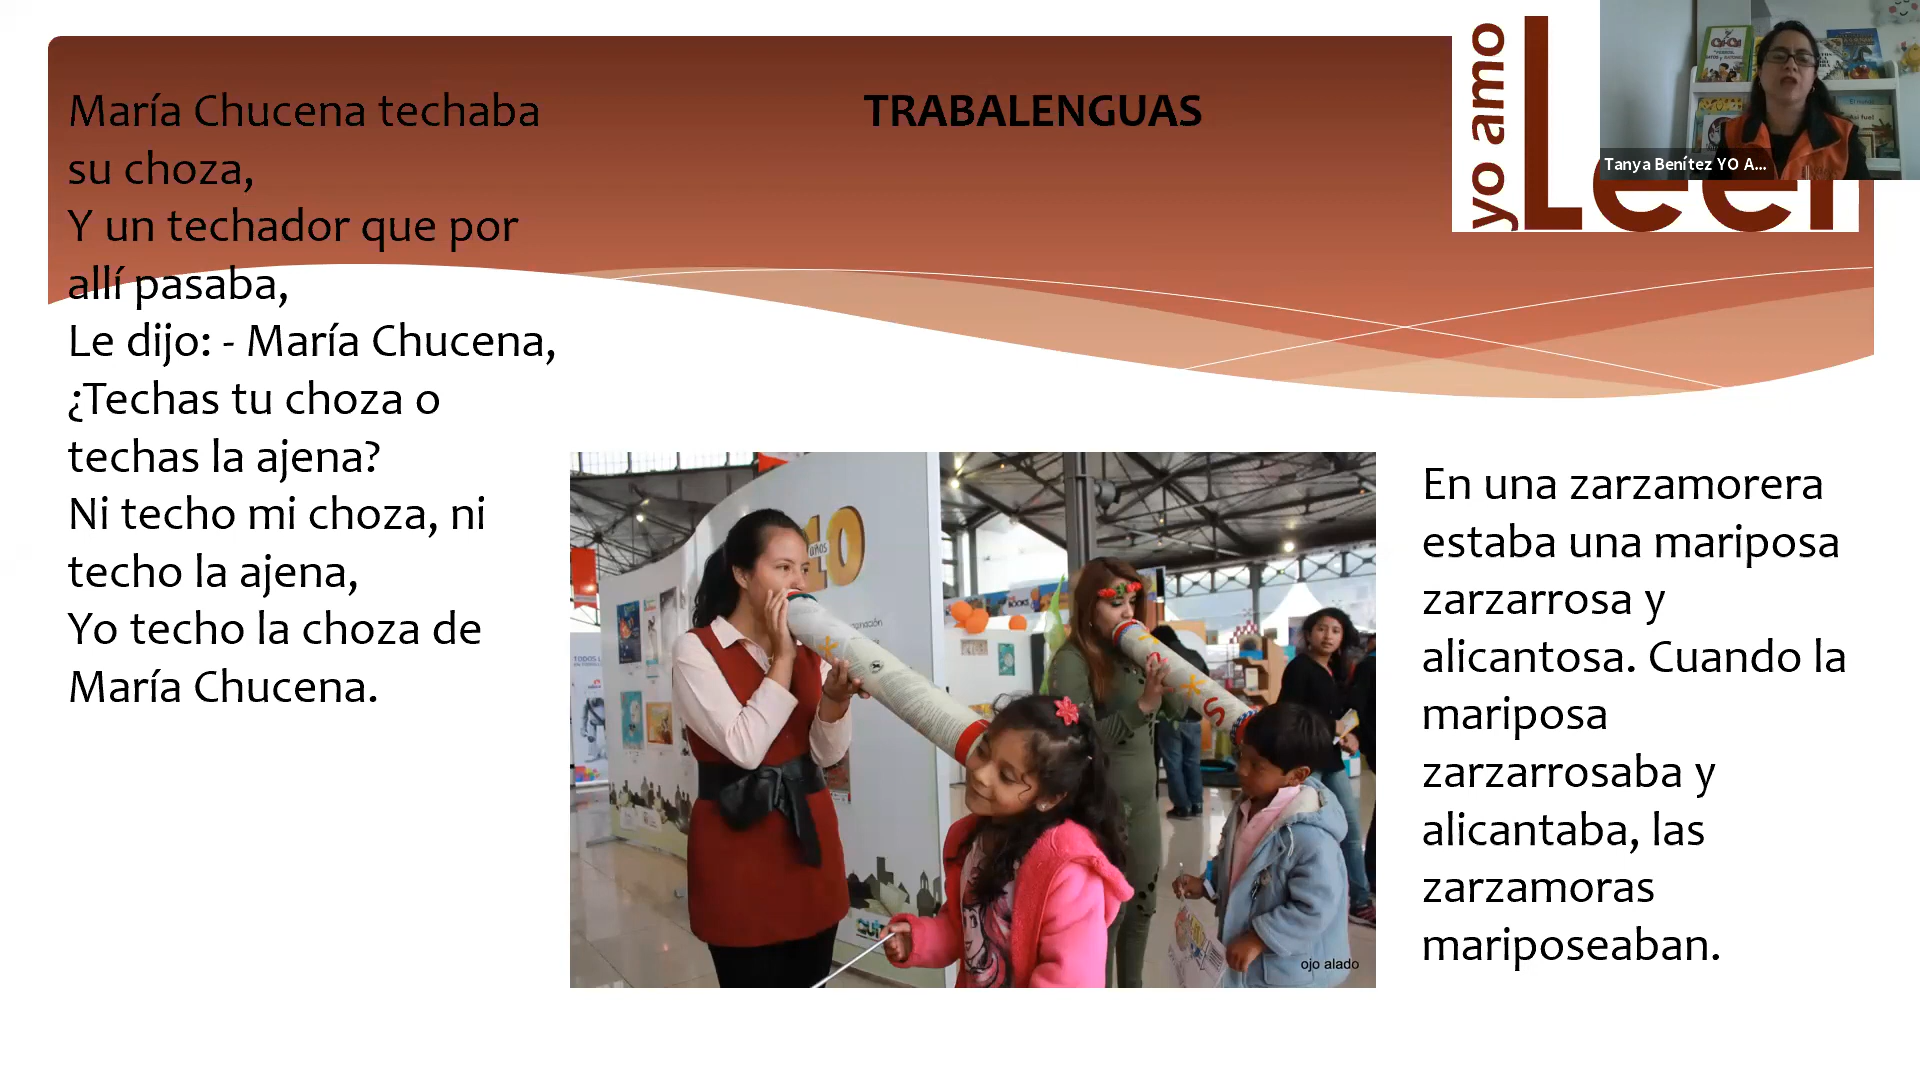 María Chucena techaba
su choza,
Y un techador que por
allí pasaba,
Le dijo: - María Chucena,
¿Techas tu choza o
techas la ajena?
Ni techo mi choza, ni
techo la ajena,
Yo techo la choza de
María Chucena.
TRABALENGUAS
yo amo
Leer
Tanya Benítez YO A...
10
BOOKS
TODOS
ojo alado
En una zarzamorera
estaba una mariposa
zarzarrosa y
alicantosa. Cuando la
mariposa
zarzarrosaba y
alicantaba, las
zarzamoras
mariposeaban.